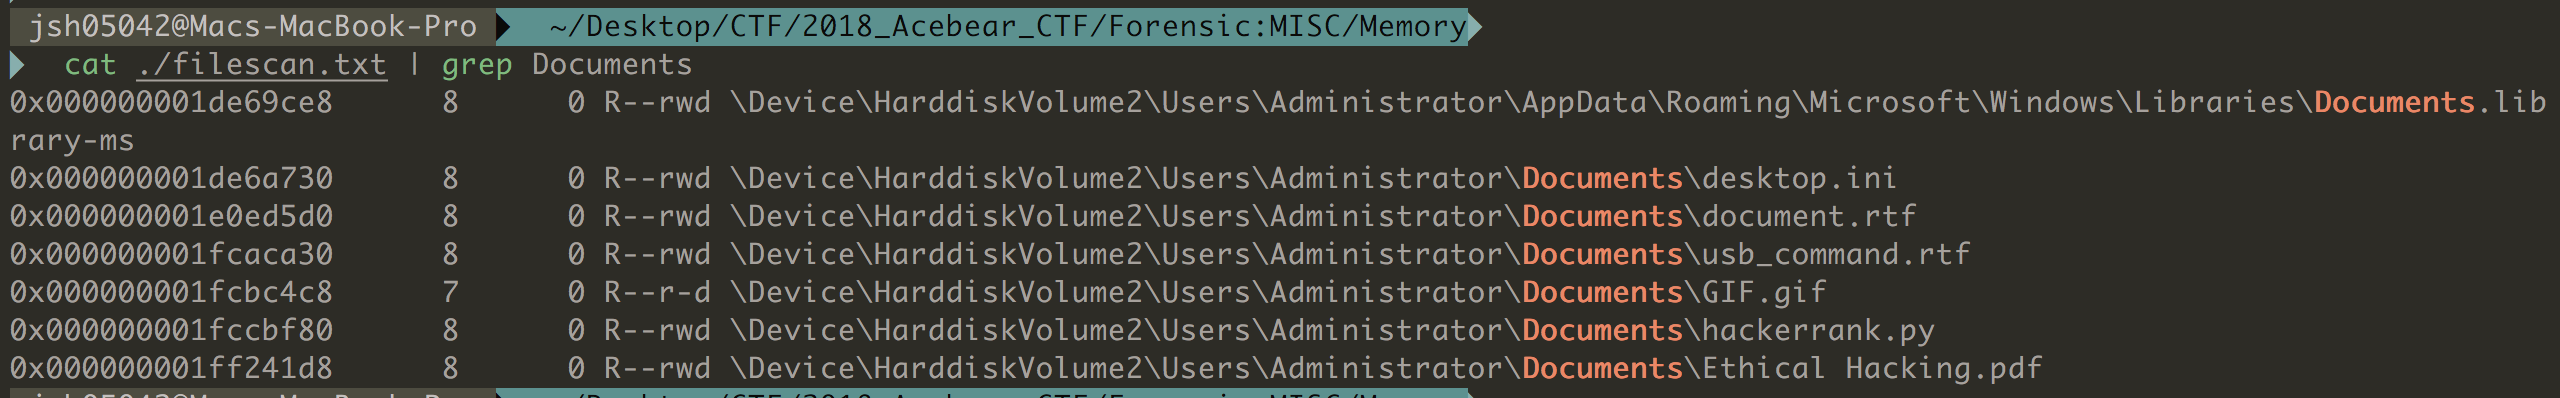 jsh05042@Macs-MacBook-Pro ~/Desktop/CTF/2018_Acebear_CTF/Forensic:MISC/Memory
cat ./filescan.txt | grep Documents
0x000000001de69ce8 8 0 R--rwd \Device\HarddiskVolume2\Users\Administrator\AppData\Roaming\Microsoft\Windows\Libraries\Documents.lib
rary-ms
0x000000001de6a730 8 0 R--rwd \Device\HarddiskVolume2\Users\Administrator\Documents\desktop.ini
0x000000001e0ed5d0 8 0 R--rwd \Device\HarddiskVolume2\Users\Administrator\Documents\document.rtf
0x000000001fcaca30 8 0 R--rwd \Device\HarddiskVolume2\Users\Administrator\Documents\usb_command.rtf
0x000000001fcbc4c8 7 0 R--r-d \Device\HarddiskVolume2\Users\Administrator\Documents\GIF.gif
0x000000001fccbf80 8 0 R--rwd \Device\HarddiskVolume2\Users\Administrator\Documents\hackerrank.py
0x000000001ff241d8 8 0 R--rwd \Device\HarddiskVolume2\Users\Administrator\Documents\Ethical Hacking.pdf